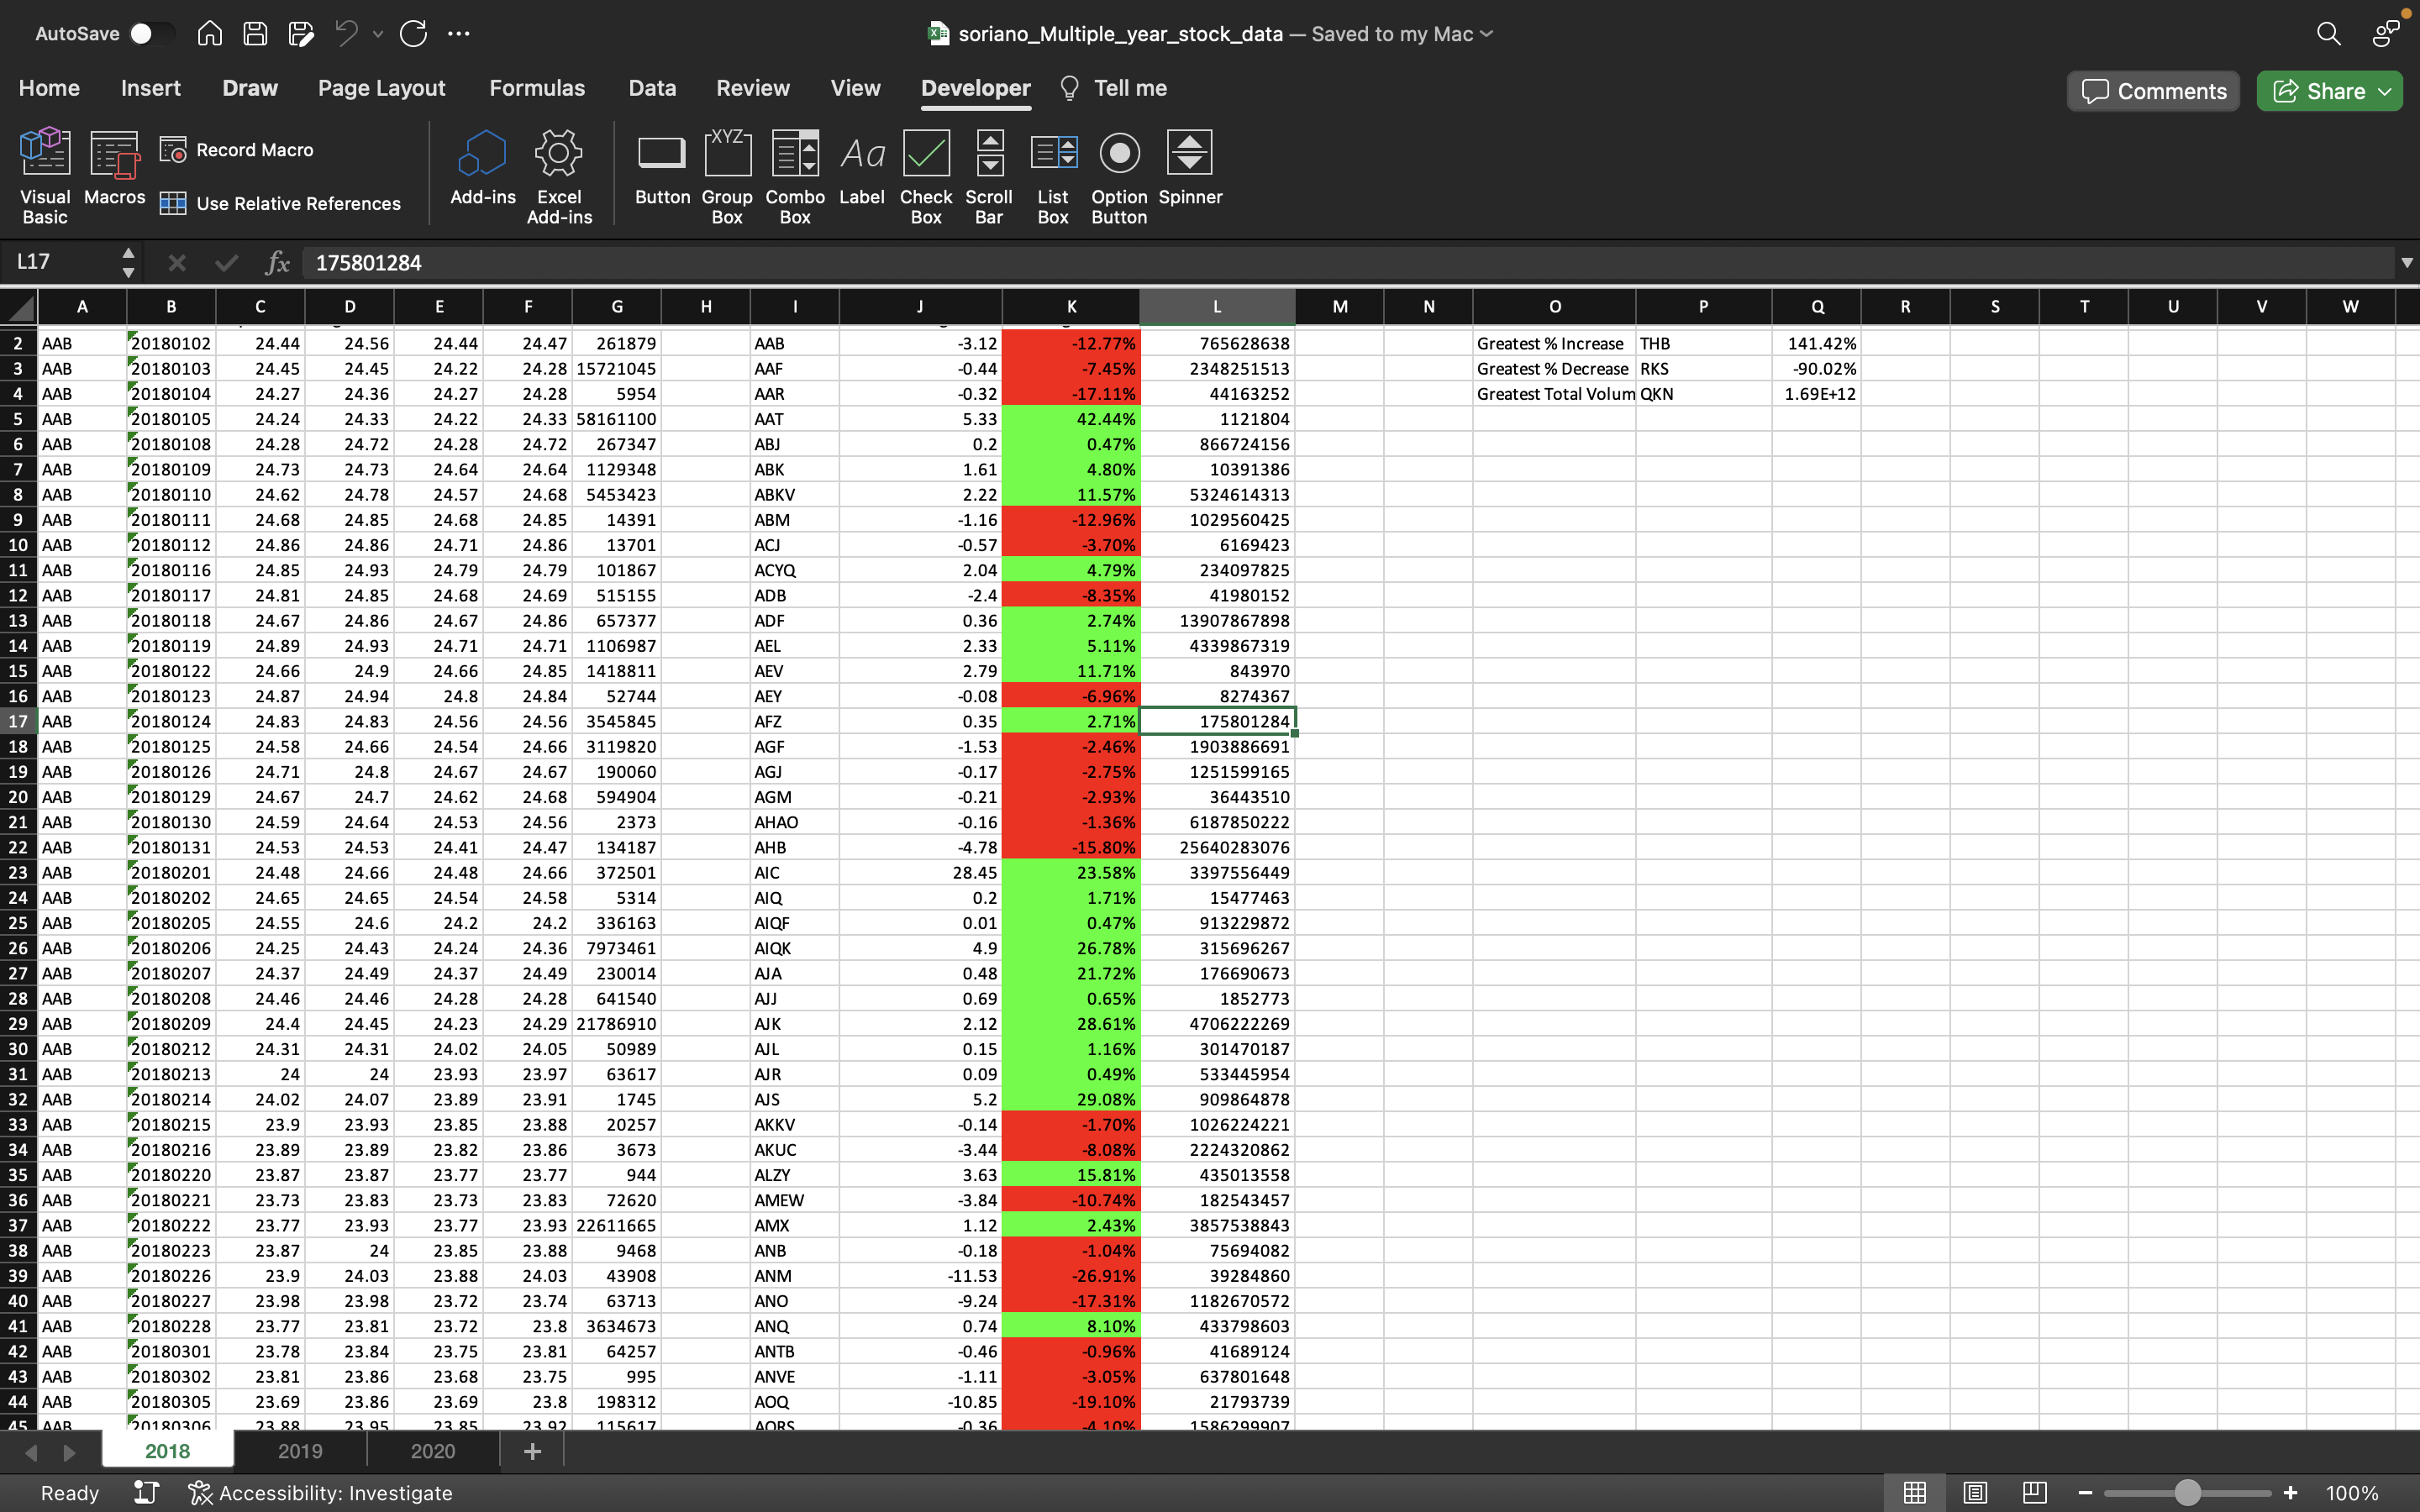 AutoSave
soriano_Multiple_year_stock_data — Saved to my Mac
Home Insert Draw Page Layout Formulas Data Review View Developer Tell me Comments Share
Visual Basic Macros Record Macro Use Relative References Add-ins Excel Add-ins Button Group Box Combo Box Label Check Box Scroll Bar List Box Option Button Spinner
XYZ Aa
L17 fx 175801284
A B C D E F G H I J K L M N O P Q R S T U V W
2 AAB 20180102 24.44 24.56 24.44 24.47 261879 AAB -3.12 -12.77% 765628638 Greatest % Increase THB 141.42%
3 AAB 20180103 24.45 24.45 24.22 24.28 15721045 AAF -0.44 -7.45% 2348251513 Greatest % Decrease RKS -90.02%
4 AAB 20180104 24.27 24.36 24.27 24.28 5954 AAR -0.32 -17.11% 44163252 Greatest Total Volum QKN 1.69E+12
5 AAB 20180105 24.24 24.33 24.22 24.33 58161100 AAT 5.33 42.44% 1121804
6 AAB 20180108 24.28 24.72 24.28 24.72 267347 ABJ 0.2 0.47% 866724156
7 AAB 20180109 24.73 24.73 24.64 24.64 1129348 ABK 1.61 4.80% 10391386
8 AAB 20180110 24.62 24.78 24.57 24.68 5453423 ABKV 2.22 11.57% 5324614313
9 AAB 20180111 24.68 24.85 24.68 24.85 14391 ABM -1.16 -12.96% 1029560425
10 AAB 20180112 24.86 24.86 24.71 24.86 13701 ACJ -0.57 -3.70% 6169423
11 AAB 20180116 24.85 24.93 24.79 24.79 101867 ACYQ 2.04 4.79% 234097825
12 AAB 20180117 24.81 24.85 24.68 24.69 515155 ADB -2.4 -8.35% 41980152
13 AAB 20180118 24.67 24.86 24.67 24.86 657377 ADF 0.36 2.74% 13907867898
14 AAB 20180119 24.89 24.93 24.71 24.71 1106987 AEL 2.33 5.11% 4339867319
15 AAB 20180122 24.66 24.9 24.66 24.85 1418811 AEV 2.79 11.71% 843970
16 AAB 20180123 24.87 24.94 24.8 24.84 52744 AEY -0.08 -6.96% 8274367
17 AAB 20180124 24.83 24.83 24.56 24.56 3545845 AFZ 0.35 2.71% 175801284
18 AAB 20180125 24.58 24.66 24.54 24.66 3119820 AGF -1.53 -2.46% 1903886691
19 AAB 20180126 24.71 24.8 24.67 24.67 190060 AGJ -0.17 -2.75% 1251599165
20 AAB 20180129 24.67 24.7 24.62 24.68 594904 AGM -0.21 -2.93% 36443510
21 AAB 20180130 24.59 24.64 24.53 24.56 2373 AHAO -0.16 -1.36% 6187850222
22 AAB 20180131 24.53 24.53 24.41 24.47 134187 AHB -4.78 -15.80% 25640283076
23 AAB 20180201 24.48 24.66 24.48 24.66 372501 AIC 28.45 23.58% 3397556449
24 AAB 20180202 24.65 24.65 24.54 24.58 5314 AIQ 0.2 1.71% 15477463
25 AAB 20180205 24.55 24.6 24.2 24.2 336163 AIQF 0.01 0.47% 913229872
26 AAB 20180206 24.25 24.43 24.24 24.36 7973461 AIQK 4.9 26.78% 315696267
27 AAB 20180207 24.37 24.49 24.37 24.49 230014 AJA 0.48 21.72% 176690673
28 AAB 20180208 24.46 24.46 24.28 24.28 641540 AJJ 0.69 0.65% 1852773
29 AAB 20180209 24.4 24.45 24.23 24.29 21786910 AJK 2.12 28.61% 4706222269
30 AAB 20180212 24.31 24.31 24.02 24.05 50989 AJL 0.15 1.16% 301470187
31 AAB 20180213 24 24 23.93 23.97 63617 AJR 0.09 0.49% 533445954
32 AAB 20180214 24.02 24.07 23.89 23.91 1745 AJS 5.2 29.08% 909864878
33 AAB 20180215 23.9 23.93 23.85 23.88 20257 AKKV -0.14 -1.70% 1026224221
34 AAB 20180216 23.89 23.89 23.82 23.86 3673 AKUC -3.44 -8.08% 2224320862
35 AAB 20180220 23.87 23.87 23.77 23.77 944 ALZY 3.63 15.81% 435013558
36 AAB 20180221 23.73 23.83 23.73 23.83 72620 AMEW -3.84 -10.74% 182543457
37 AAB 20180222 23.77 23.93 23.77 23.93 22611665 AMX 1.12 2.43% 3857538843
38 AAB 20180223 23.87 24 23.85 23.88 9468 ANB -0.18 -1.04% 75694082
39 AAB 20180226 23.9 24.03 23.88 24.03 43908 ANM -11.53 -26.91% 39284860
40 AAB 20180227 23.98 23.98 23.72 23.74 63713 ANO -9.24 -17.31% 1182670572
41 AAB 20180228 23.77 23.81 23.72 23.8 3634673 ANQ 0.74 8.10% 433798603
42 AAB 20180301 23.78 23.84 23.75 23.81 64257 ANTB -0.46 -0.96% 41689124
43 AAB 20180302 23.81 23.86 23.68 23.75 995 ANVE -1.11 -3.05% 637801648
44 AAB 20180305 23.69 23.86 23.69 23.8 198312 AOQ -10.85 -19.10% 21793739
45 AAB 20180306 23.88 23.95 23.85 23.92 115617 AORS -0.36 -4.10% 1586299907
2018 2019 2020 +
Ready Accessibility: Investigate 100%